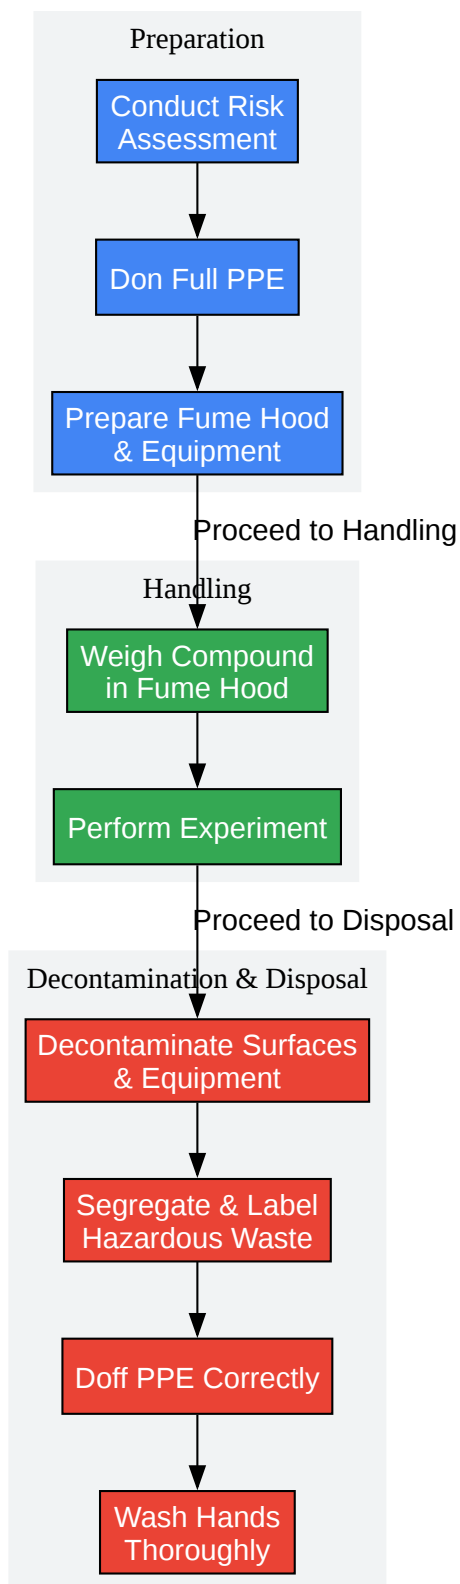 Preparation
Conduct Risk
Assessment
Don Full PPE
Prepare Fume Hood
& Equipment
Proceed to Handling
Handling
Weigh Compound
in Fume Hood
Perform Experiment
Proceed to Disposal
Decontamination & Disposal
Decontaminate Surfaces
& Equipment
Segregate & Label
Hazardous Waste
Doff PPE Correctly
Wash Hands
Thoroughly